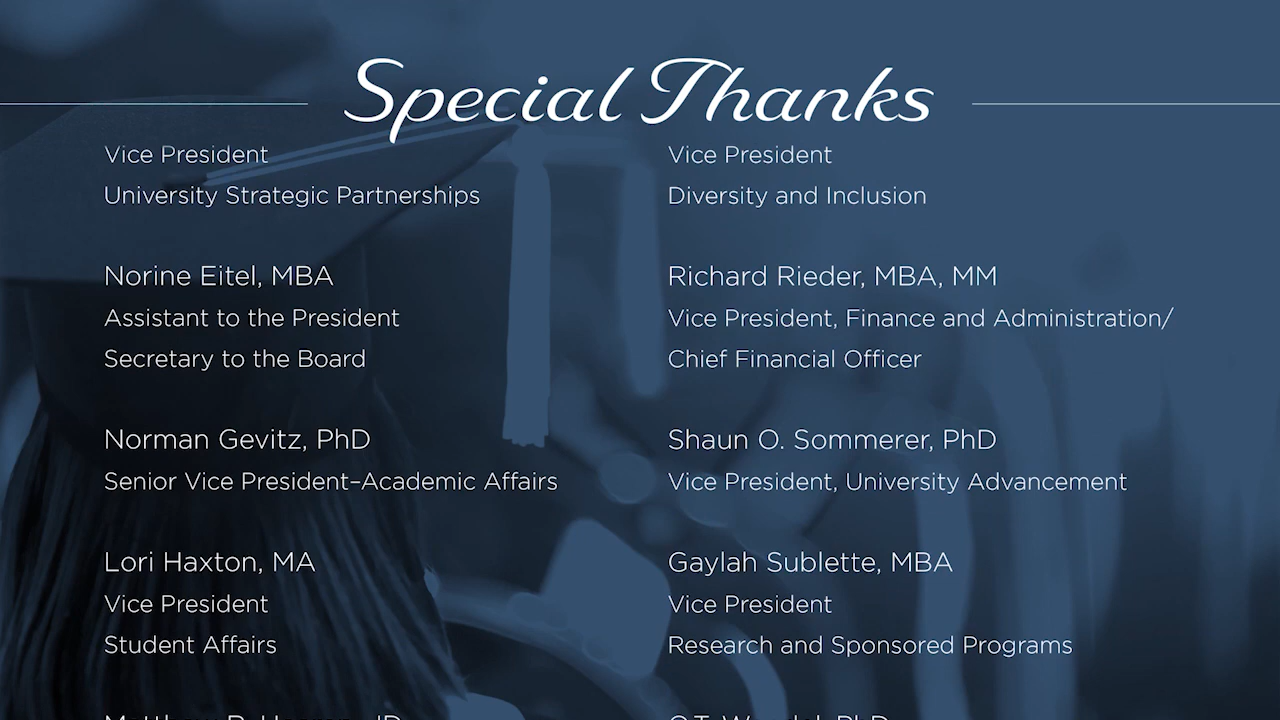 Special Thanks
Vice President
University Strategic Partnerships
Norine Eitel, MBA
Assistant to the President
Secretary to the Board
Norman Gevitz, PhD
Senior Vice President–Academic Affairs
Lori Haxton, MA
Vice President
Student Affairs
Vice President
Diversity and Inclusion
Richard Rieder, MBA, MM
Vice President, Finance and Administration/
Chief Financial Officer
Shaun O. Sommerer, PhD
Vice President, University Advancement
Gaylah Sublette, MBA
Vice President
Research and Sponsored Programs